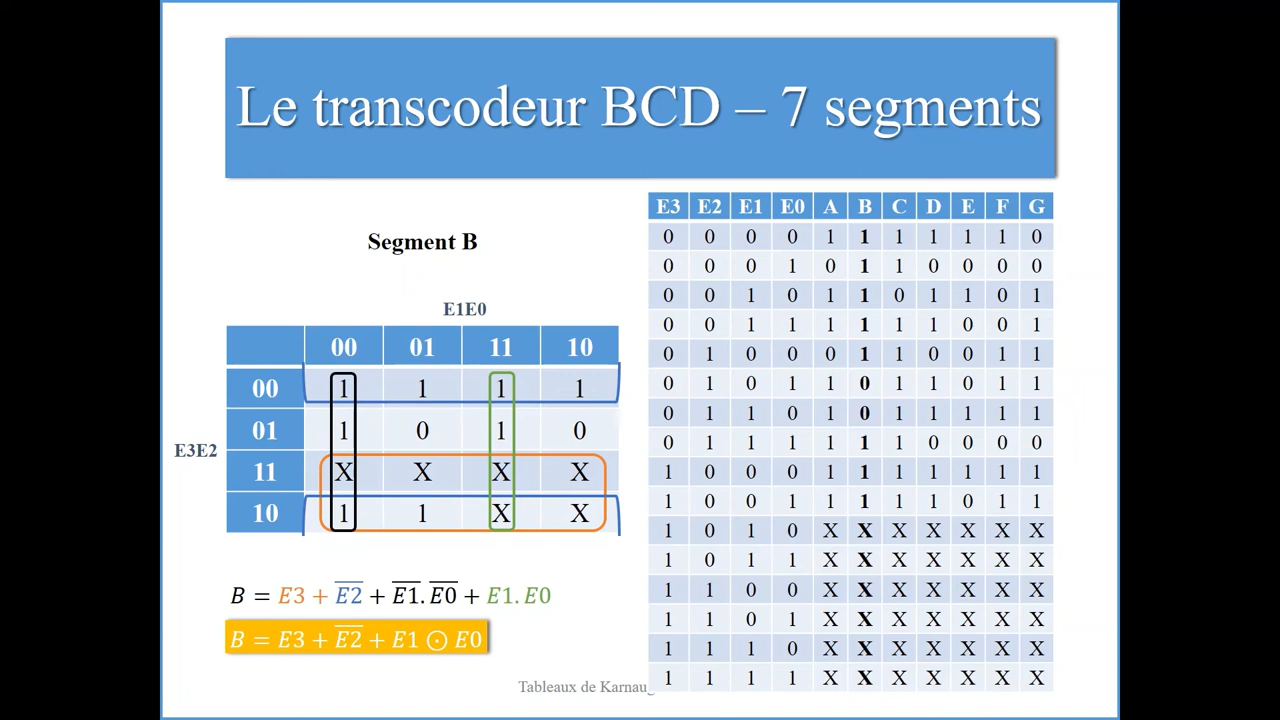 Le transcodeur BCD – 7 segments
Segment B
E1E0
00 01 11 10
00 1 1 1 1
01 1 0 1 0
E3E2
11 X X X X
10 1 1 X X
B = E3 + E̅2̅ + E̅1̅.E̅0̅ + E1.E0
B = E3 + E̅2̅ + E1 ⊙ E0
E3 E2 E1 E0 A B C D E F G
0 0 0 0 1 1 1 1 1 1 0
0 0 0 1 0 1 1 0 0 0 0
0 0 1 0 1 1 0 1 1 0 1
0 0 1 1 1 1 1 1 0 0 1
0 1 0 0 0 1 1 0 0 1 1
0 1 0 1 1 0 1 1 0 1 1
0 1 1 0 1 0 1 1 1 1 1
0 1 1 1 1 1 1 0 0 0 0
1 0 0 0 1 1 1 1 1 1 1
1 0 0 1 1 1 1 1 0 1 1
1 0 1 0 X X X X X X X
1 0 1 1 X X X X X X X
1 1 0 0 X X X X X X X
1 1 0 1 X X X X X X X
1 1 1 0 X X X X X X X
1 1 1 1 X X X X X X X
Tableaux de Karnaug